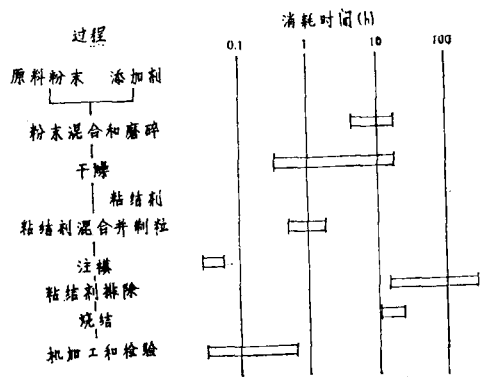 消耗时间(h)
过程
0.1 1 10 100
原料粉末 添加剂
粉末混合和磨碎
干燥
粘结剂
粘结剂混合并制粒
注模
粘结剂排除
烧结
机加工和检验